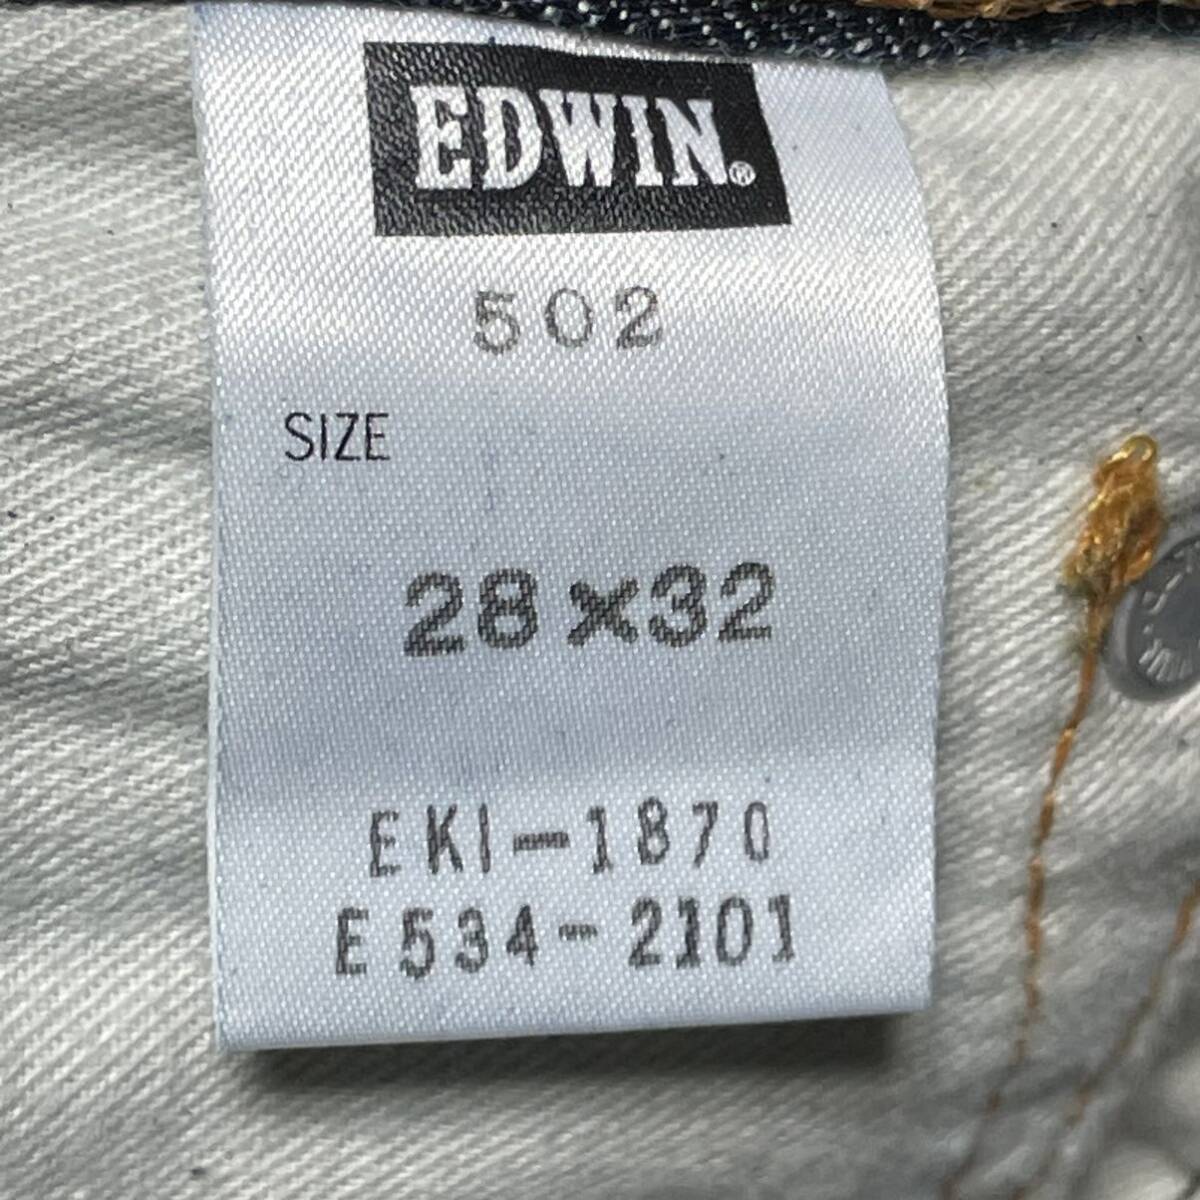 EDWIN.®
502
SIZE
28×32
EKI-1870
E534-2101